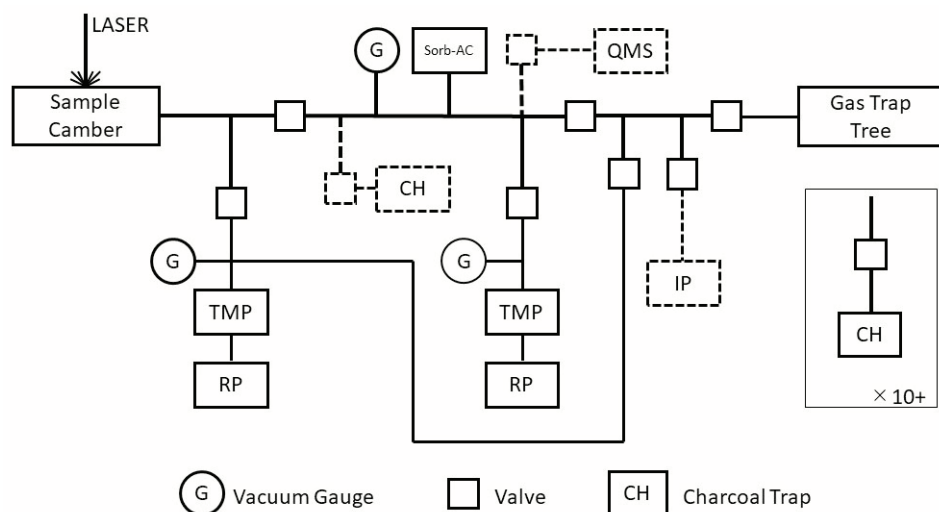 LASER
G
Sorb-AC
QMS
Sample
Camber
Gas Trap
Tree
CH
G
G
IP
TMP
TMP
CH
RP
RP
×10+
G Vacuum Gauge
Valve
CH Charcoal Trap